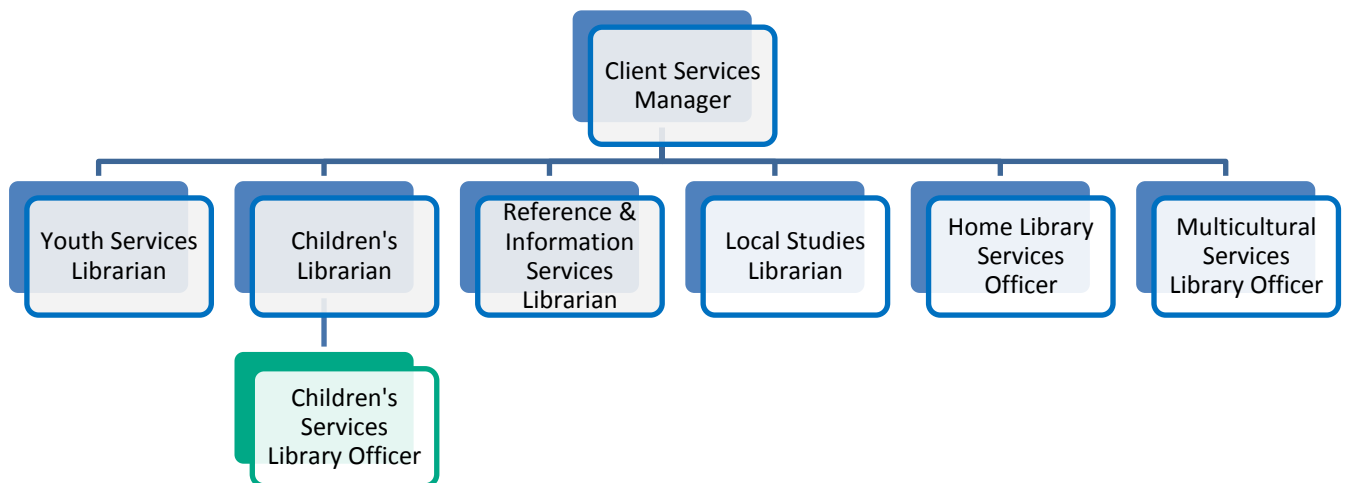 Client Services
Manager
Youth Services
Librarian
Children's
Librarian
Reference &
Information
Services
Librarian
Local Studies
Librarian
Home Library
Services
Officer
Multicultural
Services
Library Officer
Children's
Services
Library Officer